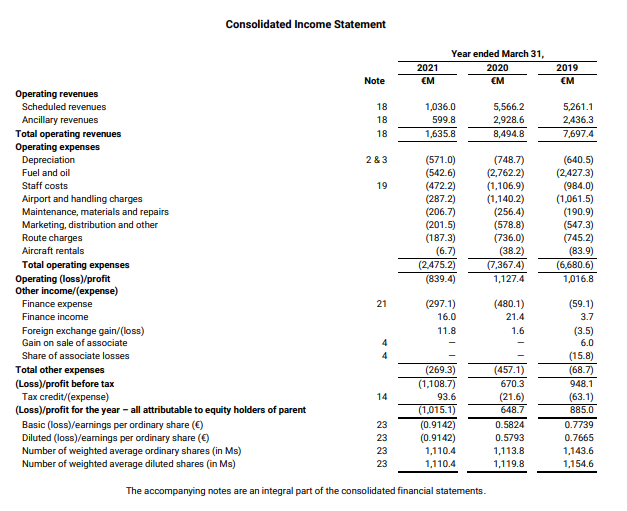 Consolidated Income Statement
Year ended March 31,
2021 2020 2019
Note €M €M €M
Operating revenues
Scheduled revenues 18 1,036.0 5,566.2 5,261.1
Ancillary revenues 18 599.8 2,928.6 2,436.3
Total operating revenues 18 1,635.8 8,494.8 7,697.4
Operating expenses
Depreciation 2 & 3 (571.0) (748.7) (640.5)
Fuel and oil (542.6) (2,762.2) (2,427.3)
Staff costs 19 (472.2) (1,106.9) (984.0)
Airport and handling charges (287.2) (1,140.2) (1,061.5)
Maintenance, materials and repairs (206.7) (256.4) (190.9)
Marketing, distribution and other (201.5) (578.8) (547.3)
Route charges (187.3) (736.0) (745.2)
Aircraft rentals (6.7) (38.2) (83.9)
Total operating expenses (2,475.2) (7,367.4) (6,680.6)
Operating (loss)/profit (839.4) 1,127.4 1,016.8
Other income/(expense)
Finance expense 21 (297.1) (480.1) (59.1)
Finance income 16.0 21.4 3.7
Foreign exchange gain/(loss) 11.8 1.6 (3.5)
Gain on sale of associate 4 — — 6.0
Share of associate losses 4 — — (15.8)
Total other expenses (269.3) (457.1) (68.7)
(Loss)/profit before tax (1,108.7) 670.3 948.1
Tax credit/(expense) 14 93.6 (21.6) (63.1)
(Loss)/profit for the year – all attributable to equity holders of parent (1,015.1) 648.7 885.0
Basic (loss)/earnings per ordinary share (€) 23 (0.9142) 0.5824 0.7739
Diluted (loss)/earnings per ordinary share (€) 23 (0.9142) 0.5793 0.7665
Number of weighted average ordinary shares (in Ms) 23 1,110.4 1,113.8 1,143.6
Number of weighted average diluted shares (in Ms) 23 1,110.4 1,119.8 1,154.6
The accompanying notes are an integral part of the consolidated financial statements.